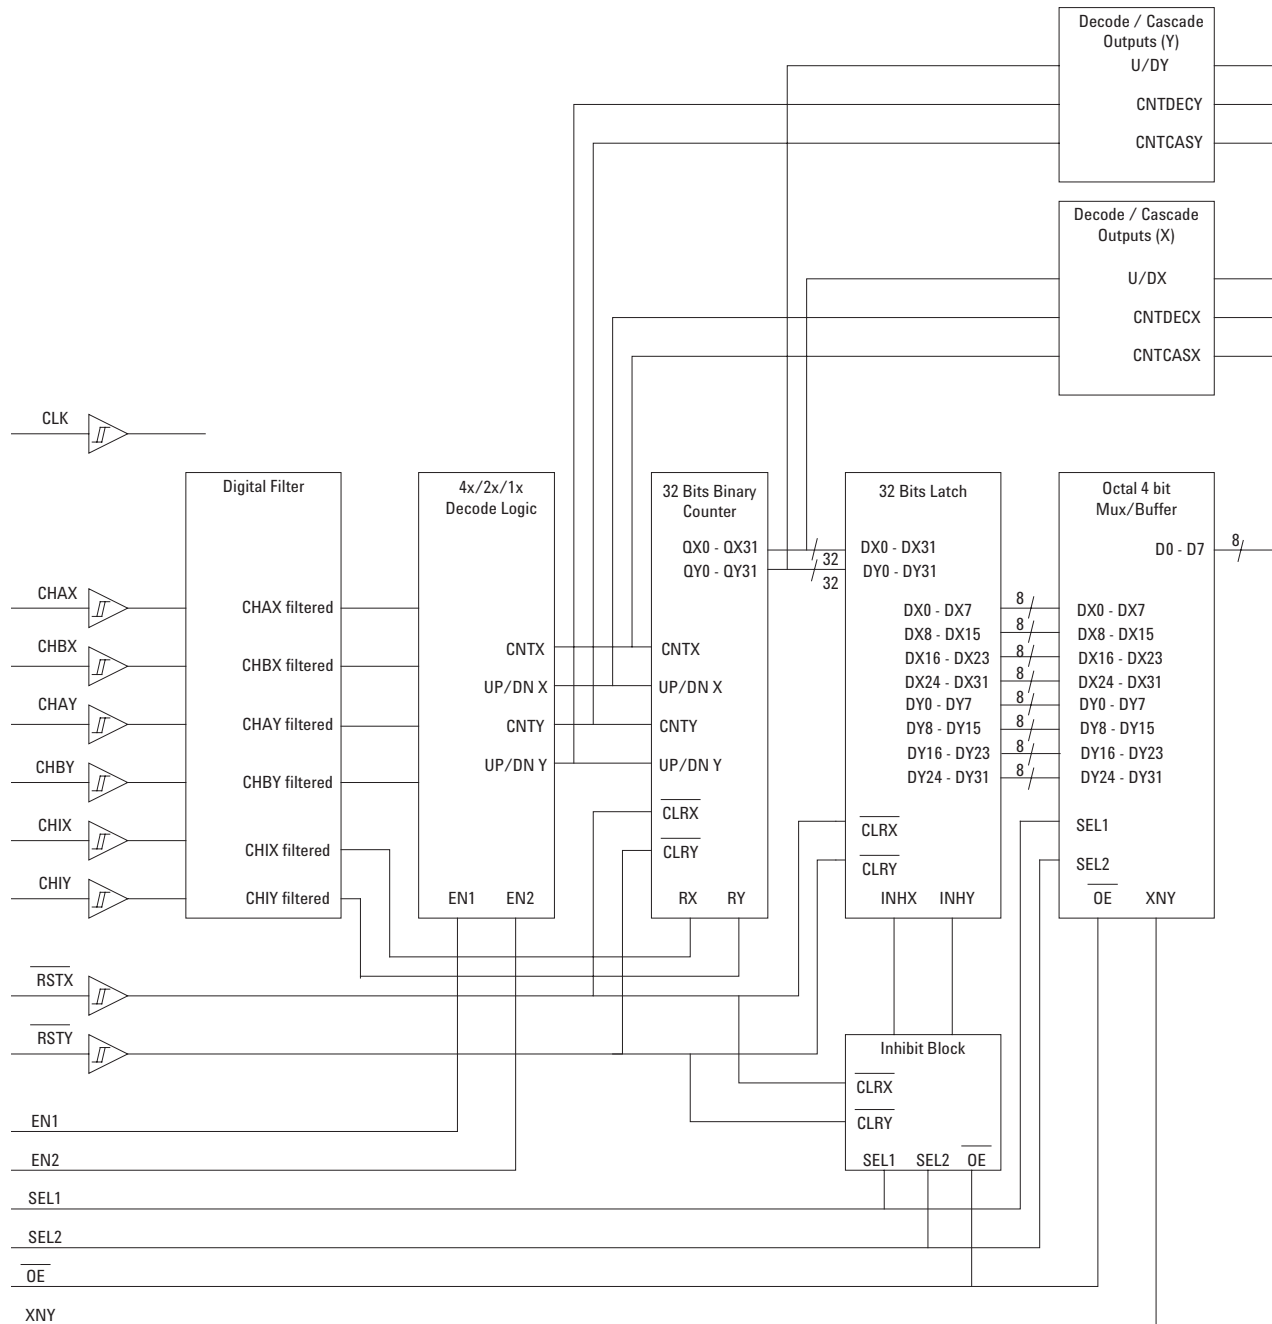 Decode / Cascade
Outputs (Y)
U/DY
CNTDECY
CNTCASY
Decode / Cascade
Outputs (X)
U/DX
CNTDECX
CNTCASX
CLK
Digital Filter
4x/2x/1x
Decode Logic
32 Bits Binary
Counter
32 Bits Latch
Octal 4 bit
Mux/Buffer
QX0 - QX31
QY0 - QY31
32
32
DX0 - DX31
DY0 - DY31
D0 - D7
8
CHAX
CHBX
CHAY
CHBY
CHIX
CHIY
CHAX filtered
CHBX filtered
CHAY filtered
CHBY filtered
CHIX filtered
CHIY filtered
CNTX
UP/DN X
CNTY
UP/DN Y
EN1
EN2
CNTX
UP/DN X
CNTY
UP/DN Y
CLRX
CLRY
RX
RY
DX0 - DX7
DX8 - DX15
DX16 - DX23
DX24 - DX31
DY0 - DY7
DY8 - DY15
DY16 - DY23
DY24 - DY31
CLRX
CLRY
INHX
INHY
8
8
8
8
8
8
8
8
DX0 - DX7
DX8 - DX15
DX16 - DX23
DX24 - DX31
DY0 - DY7
DY8 - DY15
DY16 - DY23
DY24 - DY31
SEL1
SEL2
OE
XNY
RSTX
RSTY
Inhibit Block
CLRX
CLRY
SEL1
SEL2
OE
EN1
EN2
SEL1
SEL2
OE
XNY